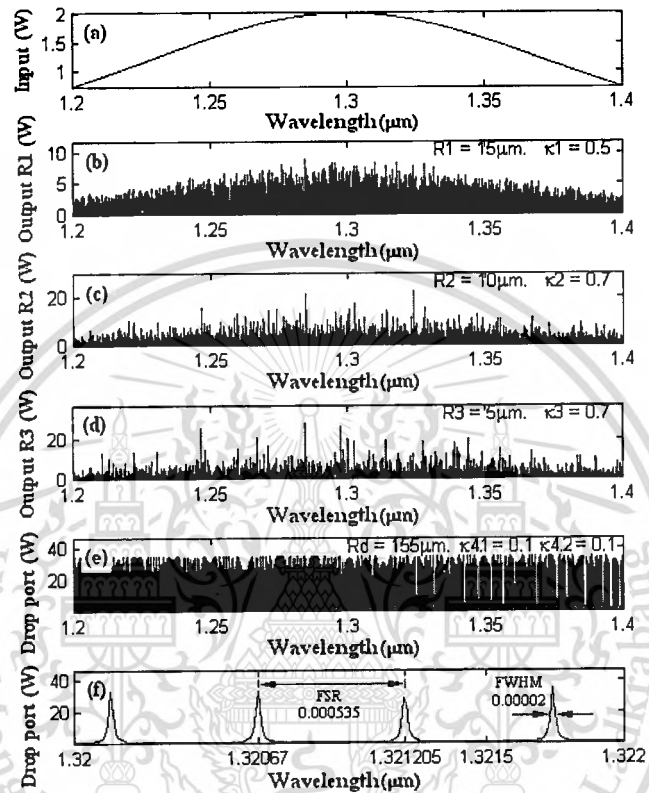 (a)
Input (W)
2
1.5
1
1.2 1.25 1.3 1.35 1.4
Wavelength(µm)
(b)
R1 = 15µm. κ1 = 0.5
Output R1 (W)
10
5
0
1.2 1.25 1.3 1.35 1.4
Wavelength (µm)
(c)
R2 = 10µm. κ2 = 0.7
Output R2 (W)
20
0
1.2 1.25 1.3 1.35 1.4
Wavelength (µm)
(d)
R3 = 5µm. κ3 = 0.7
Output R3 (W)
20
0
1.2 1.25 1.3 1.35 1.4
Wavelength (µm)
(e)
Rd = 155µm. κ41 = 0.1 κ42 = 0.1
Drop port (W)
40
20
1.2 1.25 1.3 1.35 1.4
Wavelength (µm)
(f)
FSR
0.000535
FWHM
0.00002
Drop port (W)
40
20
1.32 1.32067 1.321205 1.3215 1.322
Wavelength (µm)